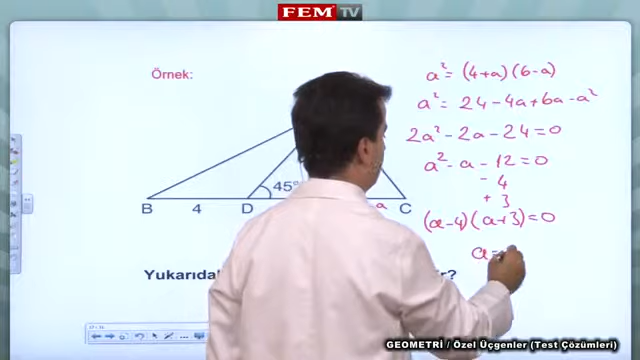 FEM TV
Örnek:
a² = (4+a)(6-a)
a² = 24 - 4a + 6a - a²
2a² - 2a - 24 = 0
a² - a - 12 = 0
- 4
+ 3
(a-4)(a+3) = 0
a =
45°
B 4 D a C
GEOMETRİ / Özel Üçgenler (Test Çözümleri)